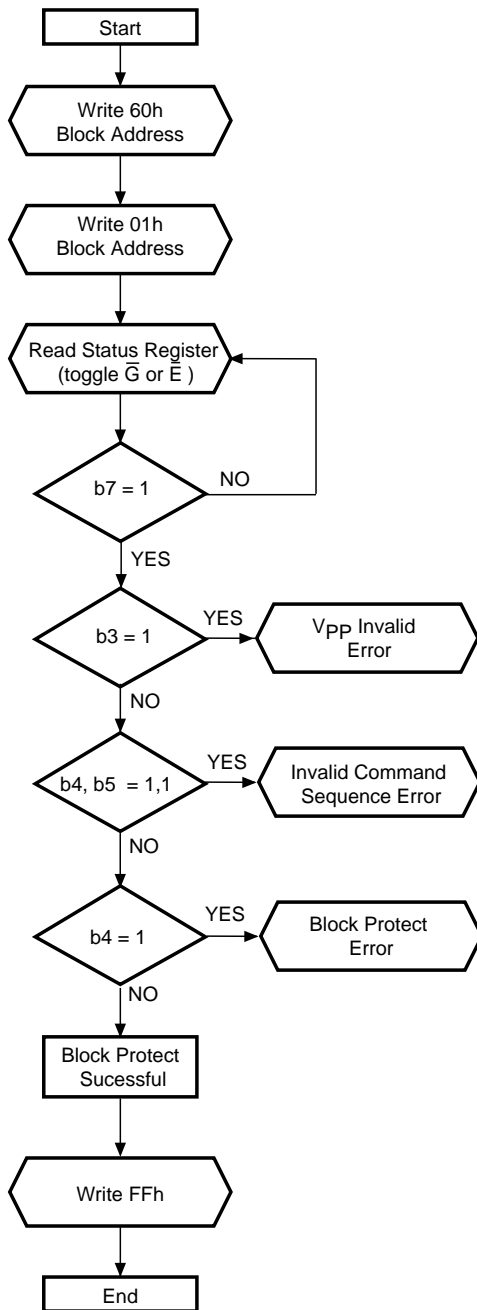 Start
Write 60h
Block Address
Write 01h
Block Address
Read Status Register
(toggle G̅ or E̅ )
b7 = 1
NO
YES
b3 = 1
YES
VPP Invalid
Error
NO
b4, b5 = 1,1
YES
Invalid Command
Sequence Error
NO
b4 = 1
YES
Block Protect
Error
NO
Block Protect
Sucessful
Write FFh
End